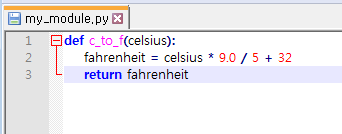 my_module.py
1 def c_to_f(celsius):
2 fahrenheit = celsius * 9.0 / 5 + 32
3 return fahrenheit